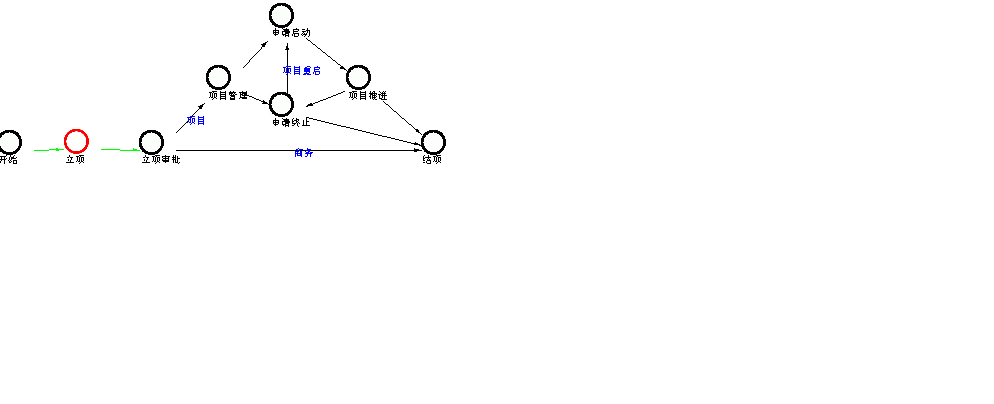 申请启动
项目重启
项目管理
项目推进
项目
申请终止
商务
开始
立项
立项审批
结项